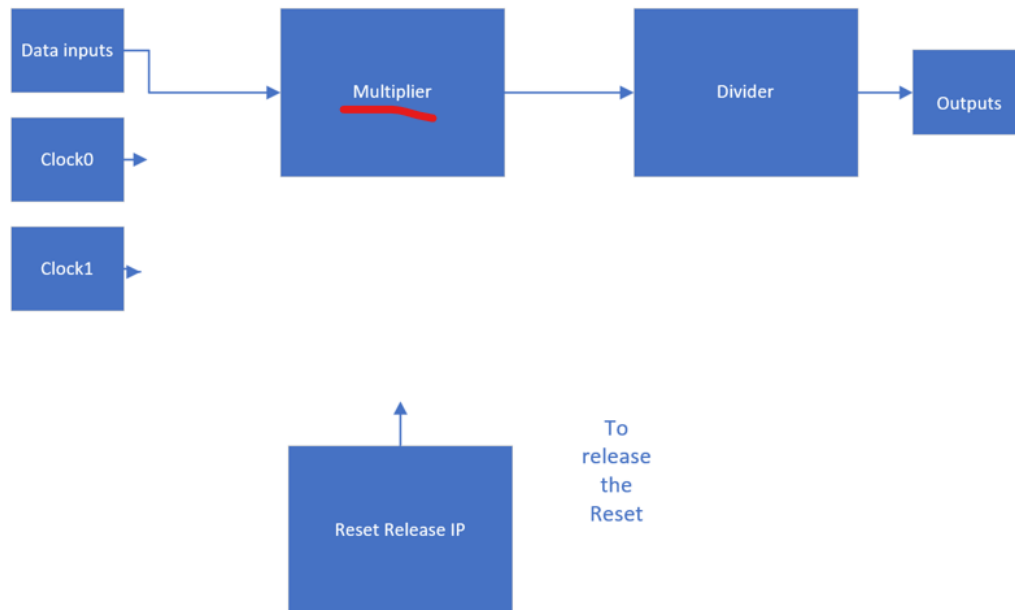 Data inputs
Multiplier
Divider
Outputs
Clock0
Clock1
To
release
the
Reset
Reset Release IP